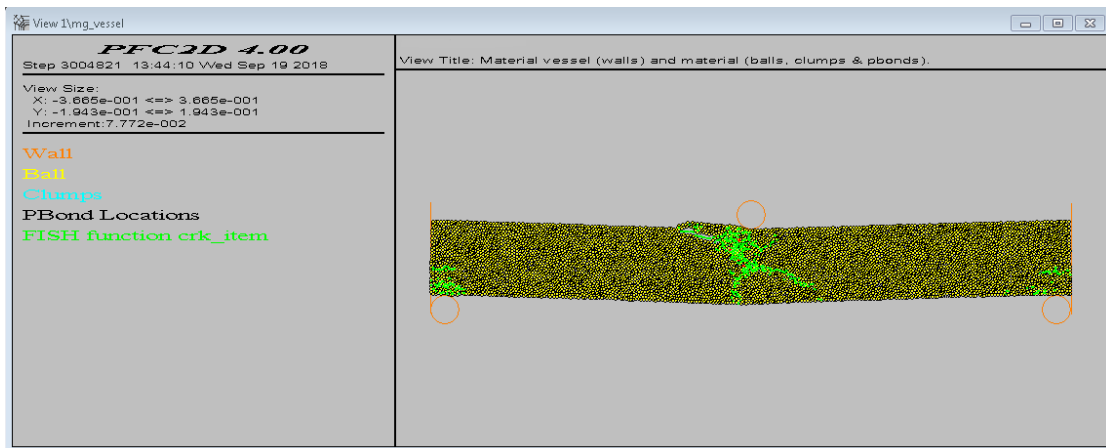 View 1\mg_vessel
PFC2D 4.00
Step 3004821  13:44:10 Wed Sep 19 2018
View Size:
X: -3.665e-001 <=> 3.665e-001
Y: -1.943e-001 <=> 1.943e-001
Increment:7.772e-002
Wall
Ball
Clumps
PBond Locations
FISH function crk_item
View Title: Material vessel (walls) and material (balls, clumps & pbonds).